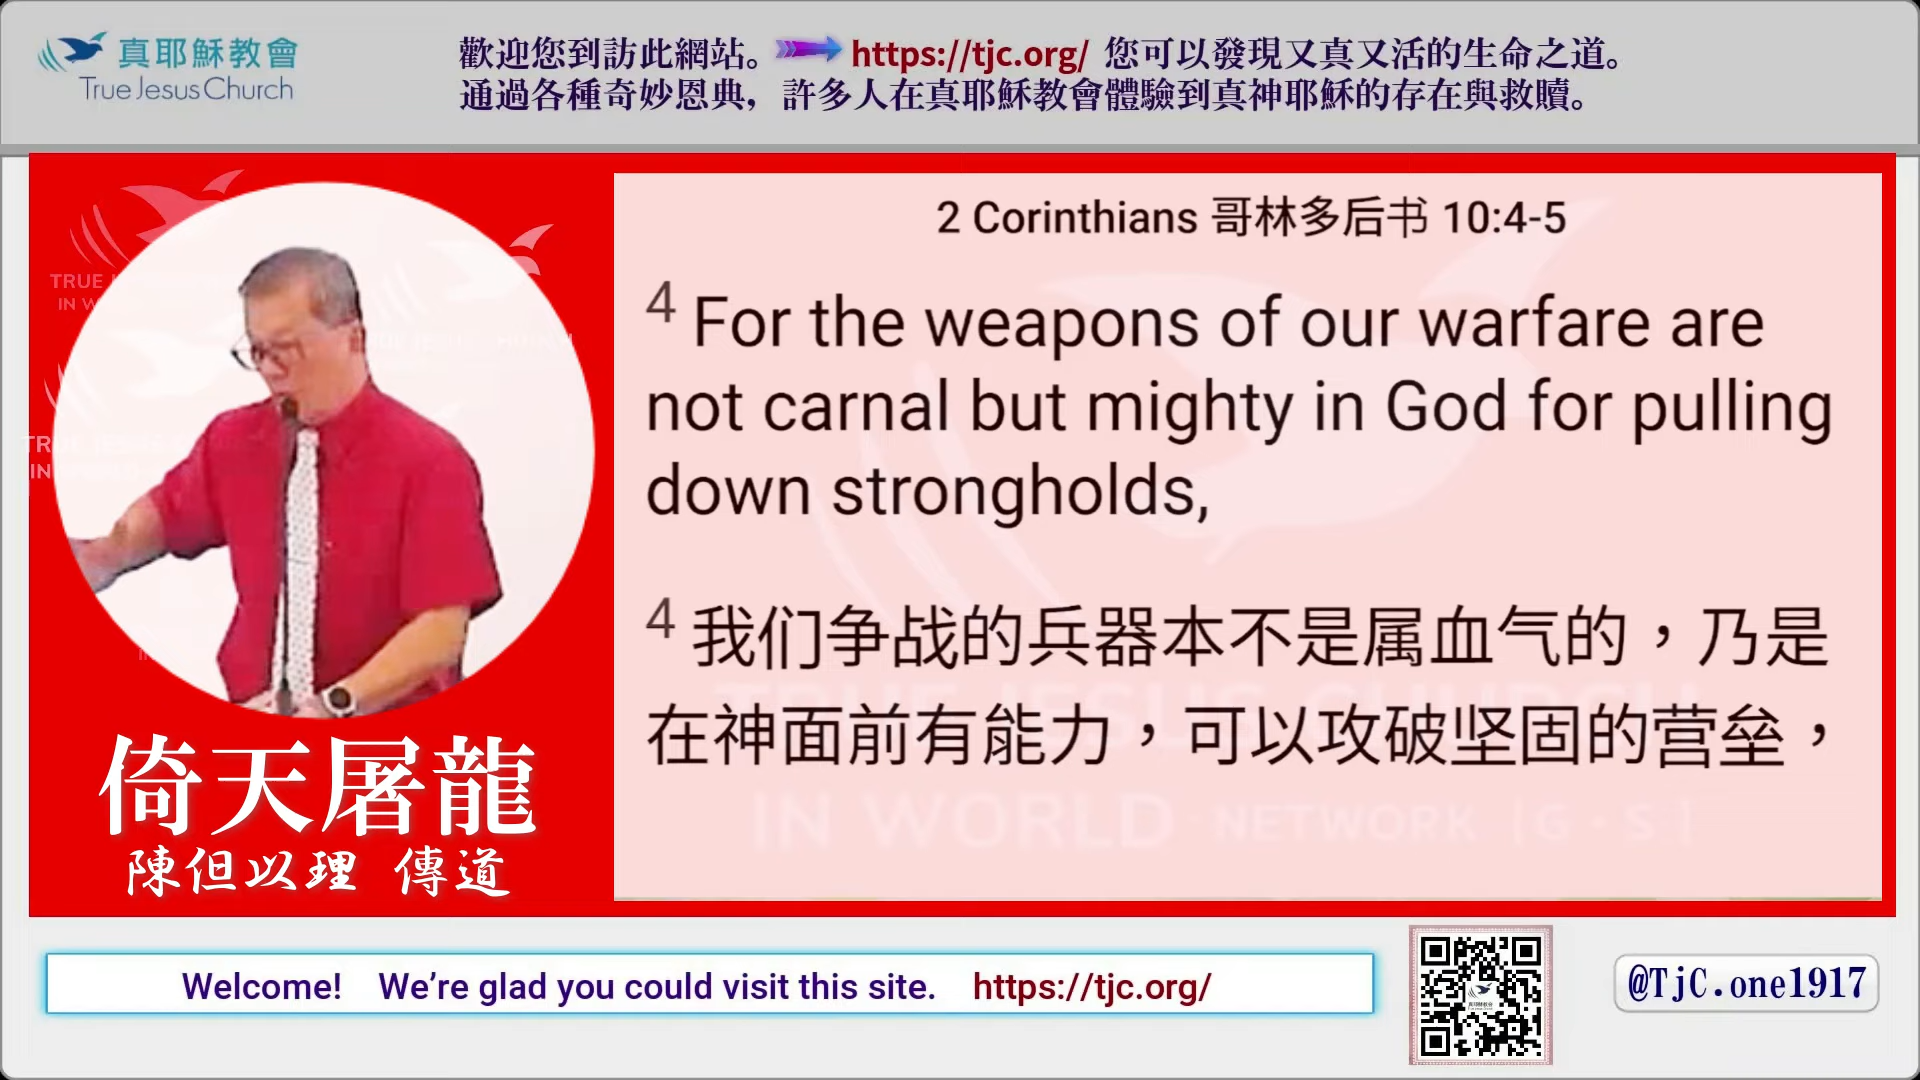 真耶穌教會
True Jesus Church
歡迎您到訪此網站。 https://tjc.org/ 您可以發現又真又活的生命之道。
通過各種奇妙恩典，許多人在真耶穌教會體驗到真神耶穌的存在與救贖。
2 Corinthians 哥林多后书 10:4-5
4 For the weapons of our warfare are
not carnal but mighty in God for pulling
down strongholds,
4 我们争战的兵器本不是属血气的，乃是
在神面前有能力，可以攻破坚固的营垒，
TRUE JESUS CHURCH
IN WORLD NETWORK
倚天屠龍
陳但以理 傳道
Welcome! We’re glad you could visit this site. https://tjc.org/
@TjC.one1917